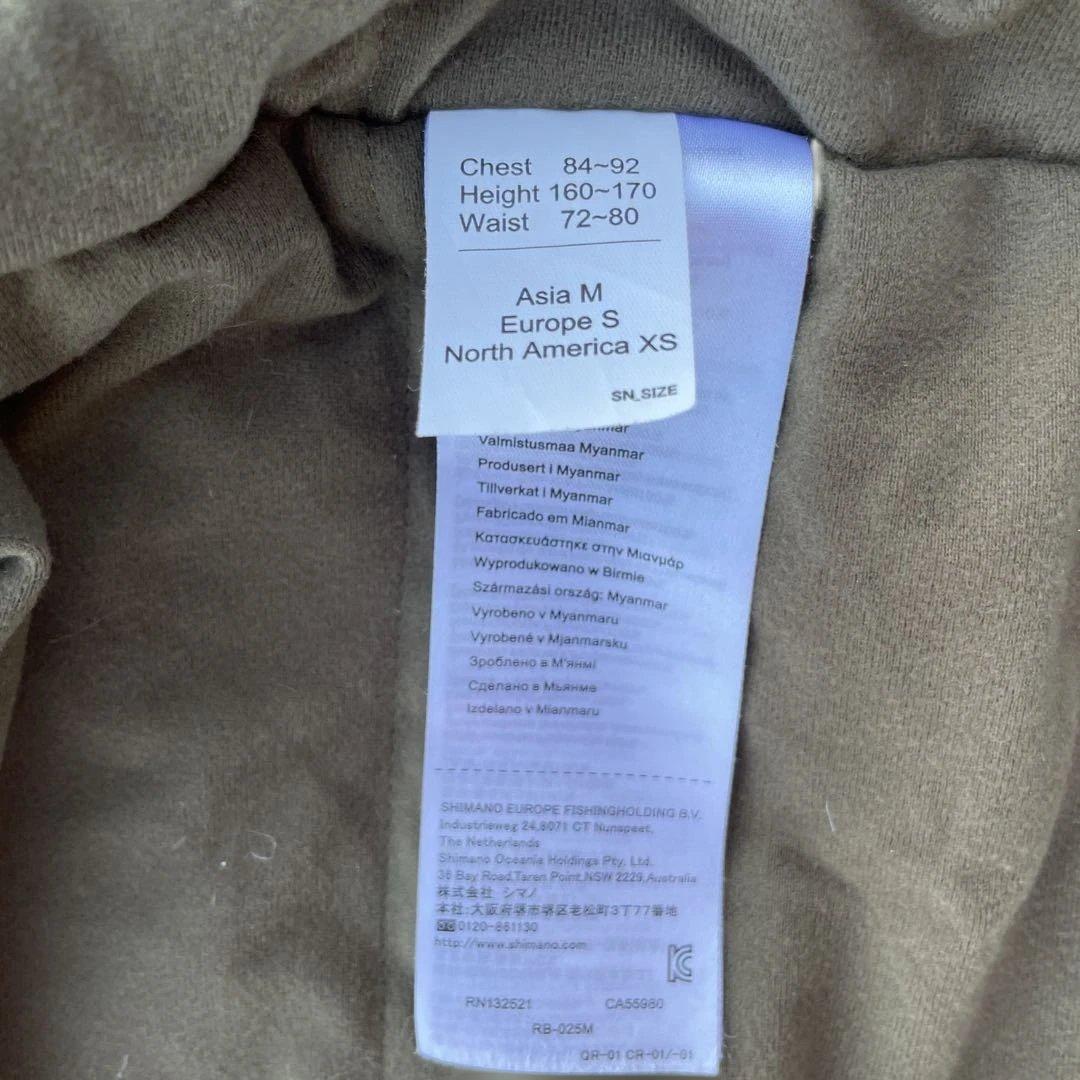 Chest 84~92
Height 160~170
Waist 72~80
Asia M
Europe S
North America XS
SN_SIZE
Valmistusmaa Myanmar
Produsert i Myanmar
Tillverkat i Myanmar
Fabricado em Mianmar
Κατασκευάστηκε στην Μιανμάρ
Wyprodukowano w Birmie
Származási ország: Myanmar
Vyrobeno v Myanmaru
Vyrobené v Mjanmarsku
Зроблено в М'янмі
Сделано в Мьянме
Izdelano v Mianmaru
SHIMANO EUROPE FISHINGHOLDING B.V.
Industrieweg 24,8071 CT Nunspeet,
The Netherlands
Shimano Oceania Holdings Pty. Ltd.
36 Bay Road,Taren Point,NSW 2229,Australia
株式会社 シマノ
本社:大阪府堺市堺区老松町3丁77番地
0120-861130
http://www.shimano.com
RN132521 CA55980
RB-025M
QR-01 CR-01/-01